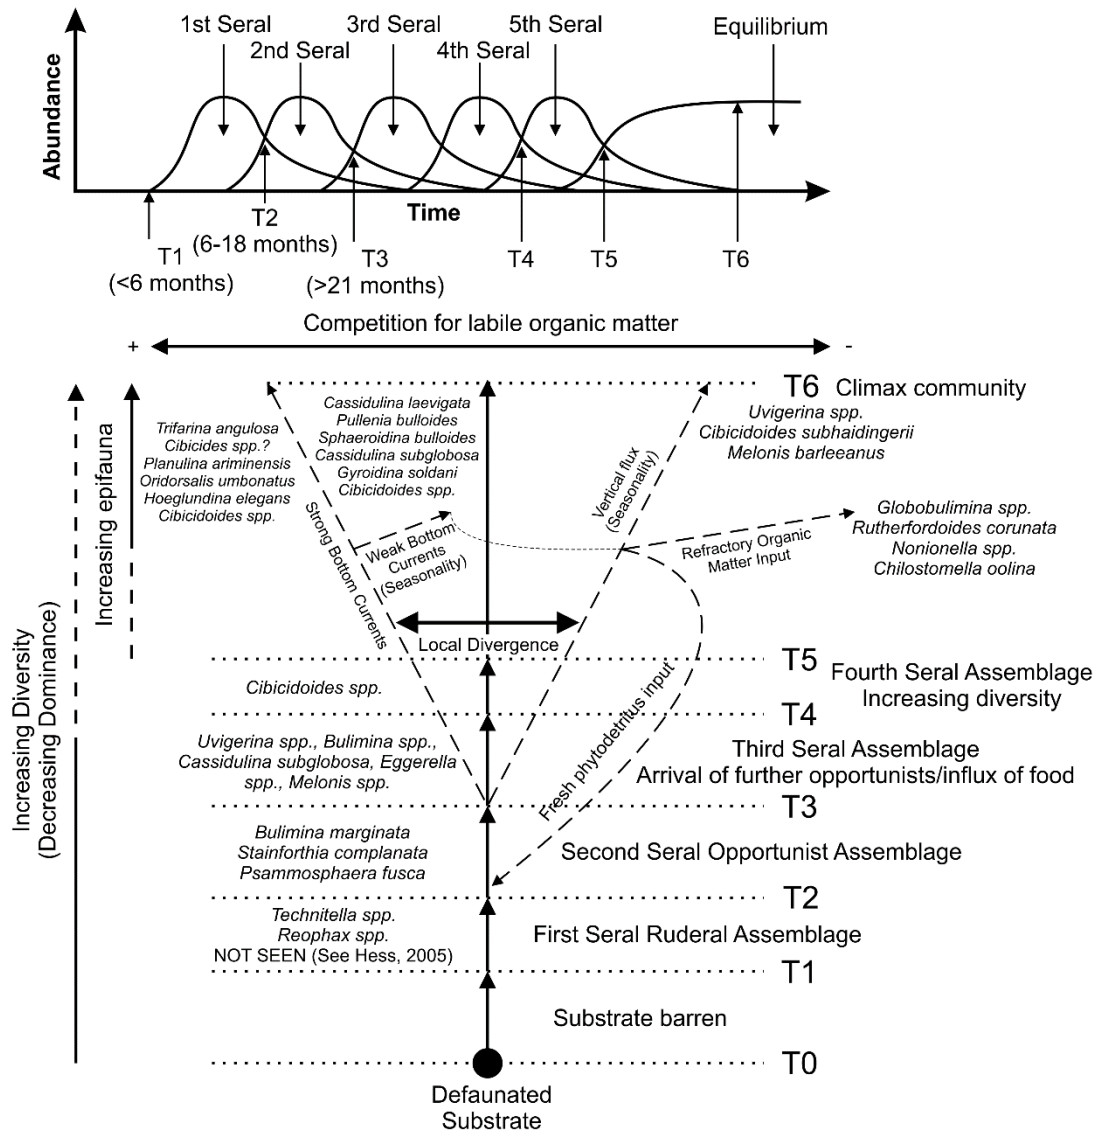 1st Seral
2nd Seral
3rd Seral
4th Seral
5th Seral
Equilibrium
Abundance
Time
T1
(<6 months)
T2
(6-18 months)
T3
(>21 months)
T4
T5
T6
Competition for labile organic matter
+
-
Increasing Diversity
(Decreasing Dominance)
Increasing epifauna
T6 Climax community
Trifarina angulosa
Cibicides spp.?
Planulina ariminensis
Oridorsalis umbonatus
Hoeglundina elegans
Cibicidoides spp.
Cassidulina laevigata
Pullenia bulloides
Sphaeroidina bulloides
Cassidulina subglobosa
Gyroidina soldani
Cibicidoides spp.
Uvigerina spp.
Cibicidoides subhaidingerii
Melonis barleeanus
Strong Bottom Currents
Weak Bottom
Currents
(Seasonality)
Vertical flux
(Seasonality)
Refractory Organic
Matter Input
Globobulimina spp.
Rutherfordoides corunata
Nonionella spp.
Chilostomella oolina
Local Divergence
Fresh phytodetritus input
T5
Cibicidoides spp.
Fourth Seral Assemblage
Increasing diversity
T4
Uvigerina spp., Bulimina spp.,
Cassidulina subglobosa, Eggerella
spp., Melonis spp.
Third Seral Assemblage
Arrival of further opportunists/influx of food
T3
Bulimina marginata
Stainforthia complanata
Psammosphaera fusca
Second Seral Opportunist Assemblage
T2
Technitella spp.
Reophax spp.
NOT SEEN (See Hess, 2005)
First Seral Ruderal Assemblage
T1
Substrate barren
T0
Defaunated
Substrate